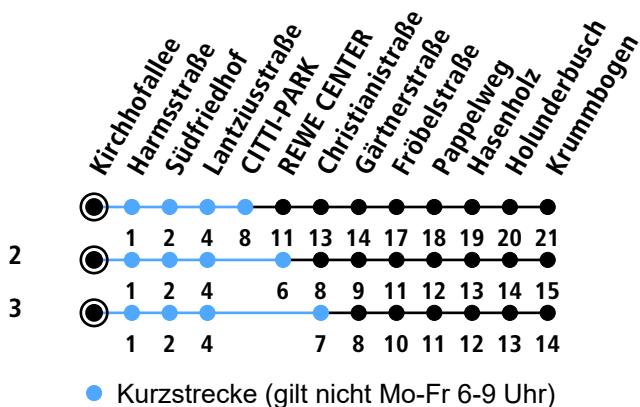 Kirchhofallee
Harmsstraße
Südfriedhof
Lantziusstraße
CITTI-PARK
REWE CENTER
Christianistraße
Gärtnerstraße
Fröbelstraße
Pappelweg
Hasenholz
Holunderbusch
Krummbogen
1 2 4 8 11 13 14 17 18 19 20 21
2
1 2 4 6 8 9 11 12 13 14 15
3
1 2 4 7 8 10 11 12 13 14
Kurzstrecke (gilt nicht Mo-Fr 6-9 Uhr)